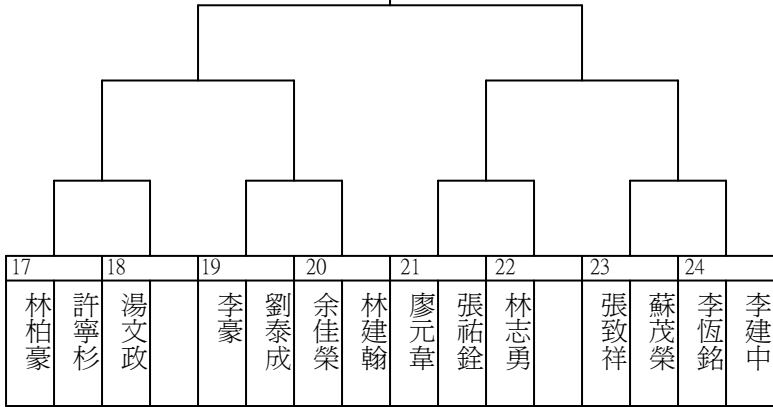 17 18 19 20 21 22 23 24
林柏豪
許寧杉
湯文政
李豪
劉泰成
余佳榮
林建翰
廖元韋
張祐銓
林志勇
張致祥
蘇茂榮
李恆銘
李建中